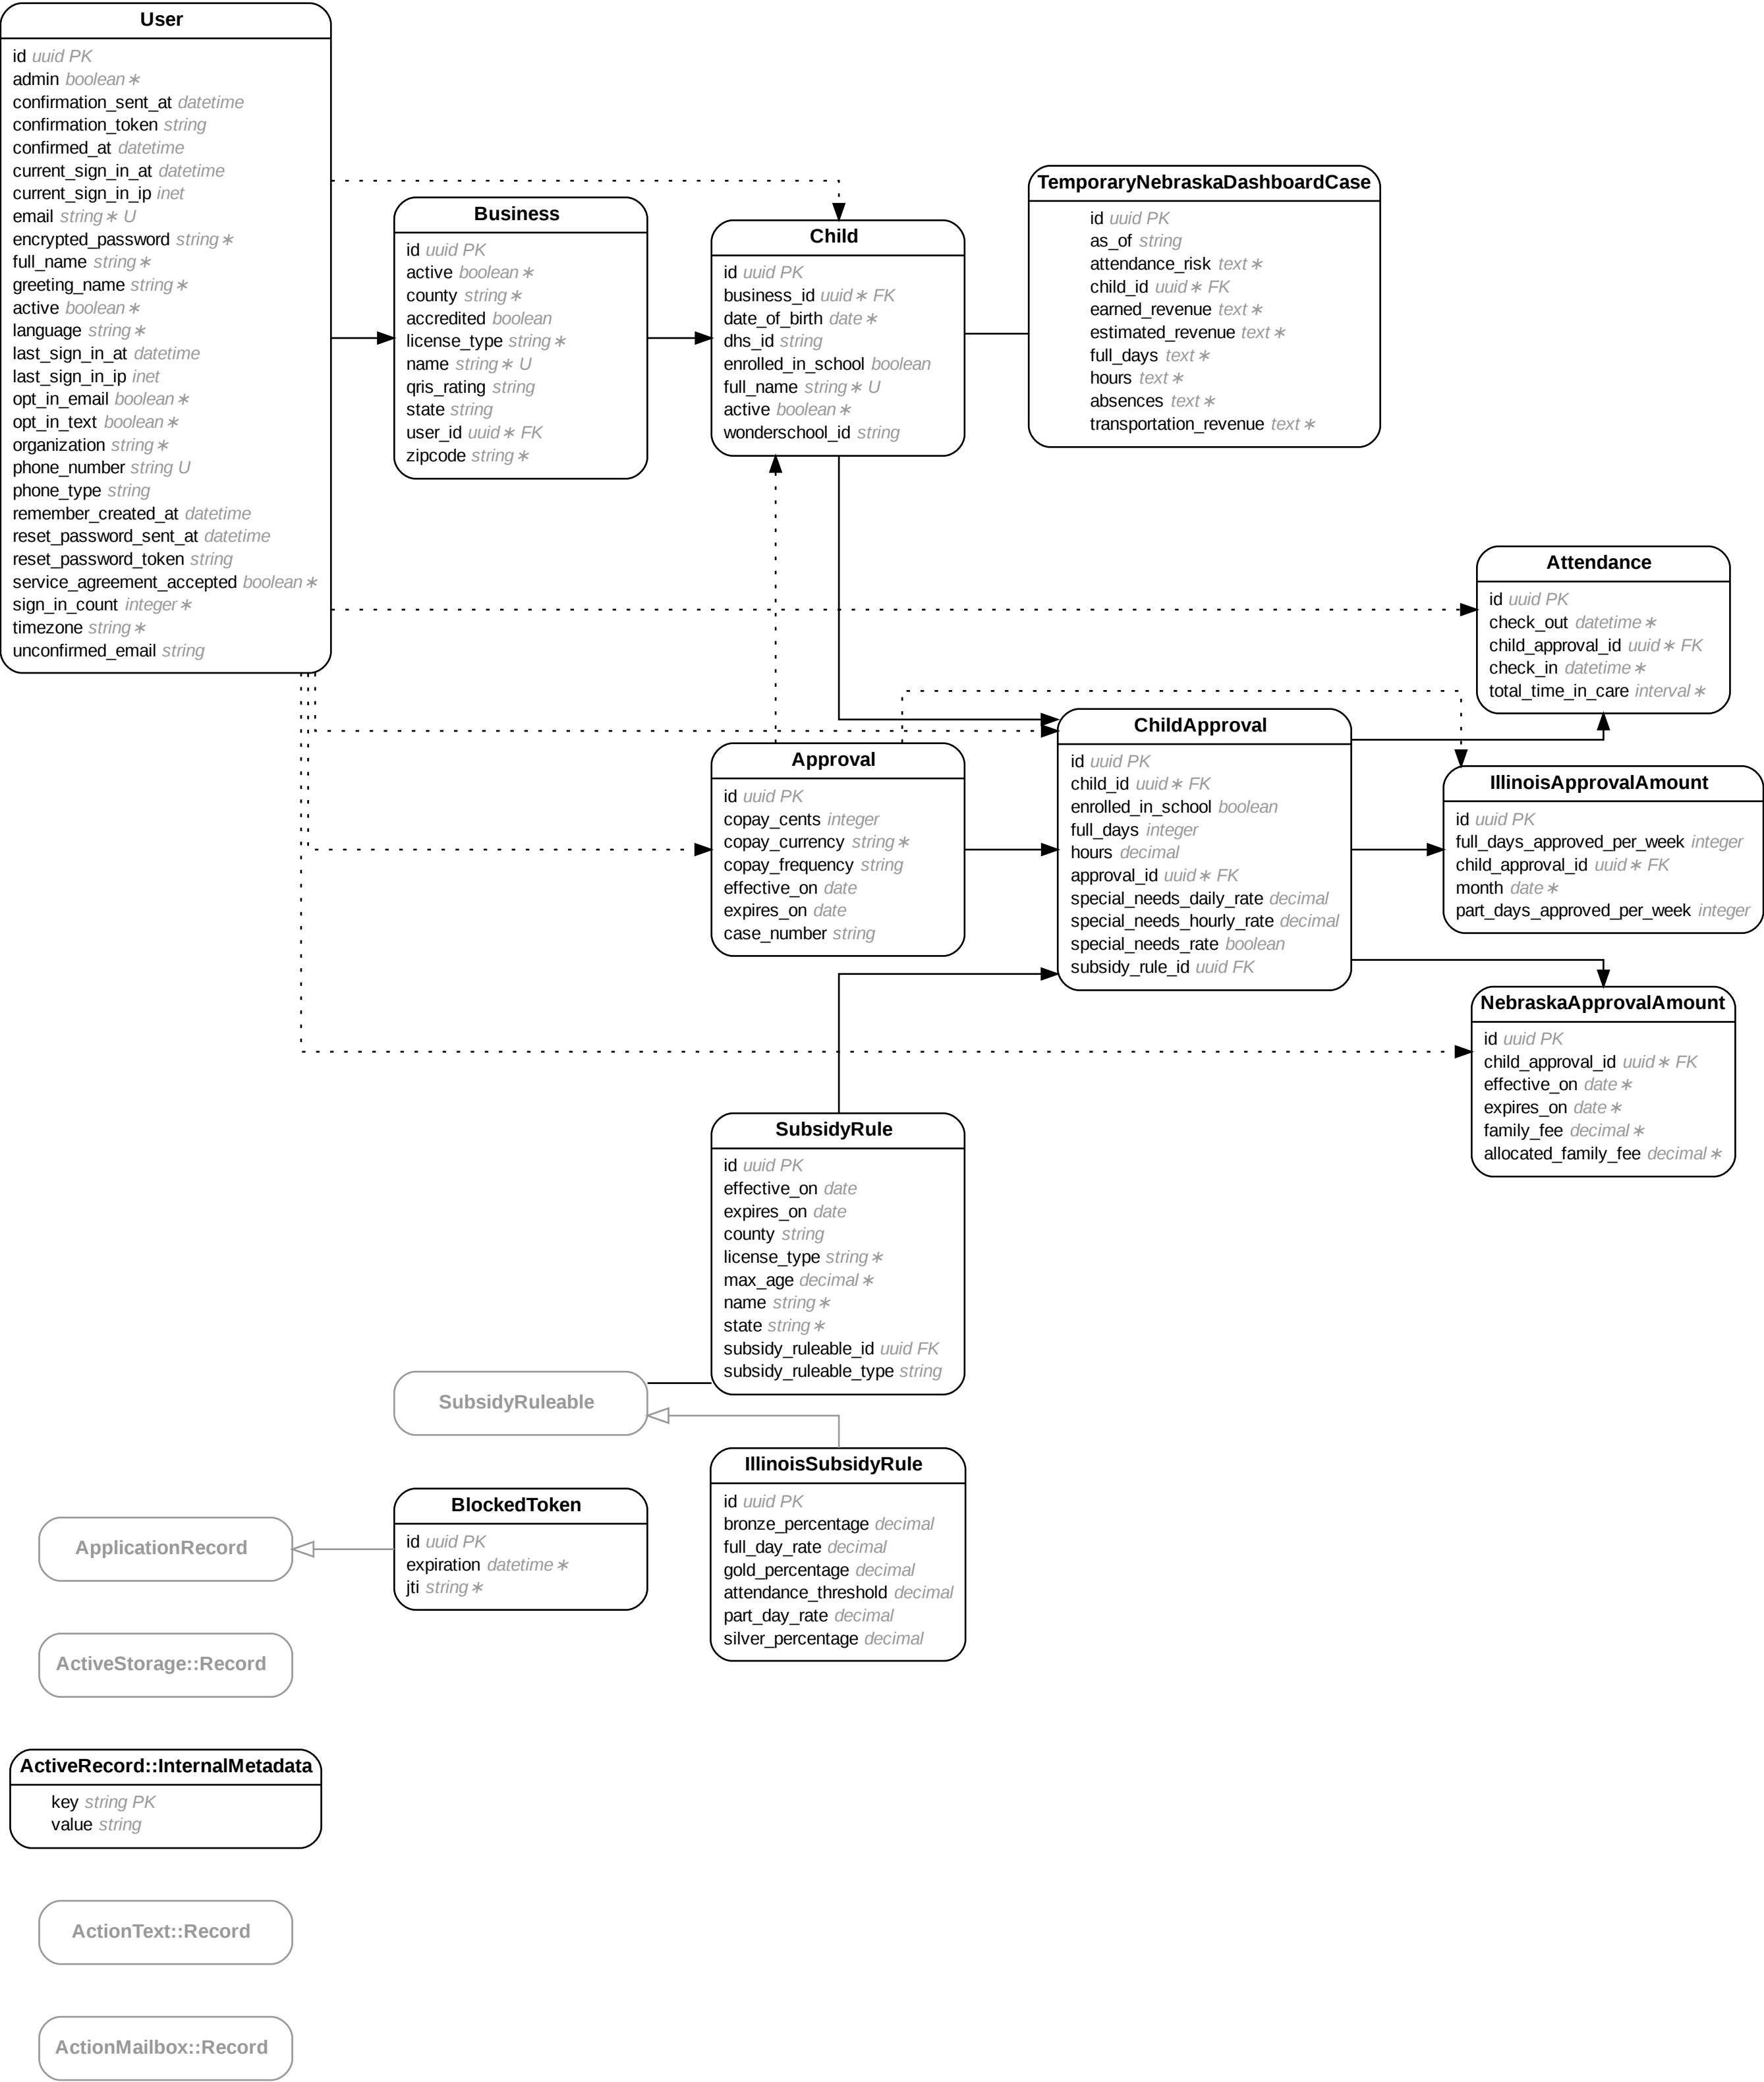 User
id uuid PK
admin boolean ∗
confirmation_sent_at datetime
confirmation_token string
confirmed_at datetime
current_sign_in_at datetime
current_sign_in_ip inet
email string ∗ U
encrypted_password string ∗
full_name string ∗
greeting_name string ∗
active boolean ∗
language string ∗
last_sign_in_at datetime
last_sign_in_ip inet
opt_in_email boolean ∗
opt_in_text boolean ∗
organization string ∗
phone_number string U
phone_type string
remember_created_at datetime
reset_password_sent_at datetime
reset_password_token string
service_agreement_accepted boolean ∗
sign_in_count integer ∗
timezone string ∗
unconfirmed_email string
Business
id uuid PK
active boolean ∗
county string ∗
accredited boolean
license_type string ∗
name string ∗ U
qris_rating string
state string
user_id uuid ∗ FK
zipcode string ∗
Child
id uuid PK
business_id uuid ∗ FK
date_of_birth date ∗
dhs_id string
enrolled_in_school boolean
full_name string ∗ U
active boolean ∗
wonderschool_id string
TemporaryNebraskaDashboardCase
id uuid PK
as_of string
attendance_risk text ∗
child_id uuid ∗ FK
earned_revenue text ∗
estimated_revenue text ∗
full_days text ∗
hours text ∗
absences text ∗
transportation_revenue text ∗
Attendance
id uuid PK
check_out datetime ∗
child_approval_id uuid ∗ FK
check_in datetime ∗
total_time_in_care interval ∗
Approval
id uuid PK
copay_cents integer
copay_currency string ∗
copay_frequency string
effective_on date
expires_on date
case_number string
ChildApproval
id uuid PK
child_id uuid ∗ FK
enrolled_in_school boolean
full_days integer
hours decimal
approval_id uuid ∗ FK
special_needs_daily_rate decimal
special_needs_hourly_rate decimal
special_needs_rate boolean
subsidy_rule_id uuid FK
IllinoisApprovalAmount
id uuid PK
full_days_approved_per_week integer
child_approval_id uuid ∗ FK
month date ∗
part_days_approved_per_week integer
NebraskaApprovalAmount
id uuid PK
child_approval_id uuid ∗ FK
effective_on date ∗
expires_on date ∗
family_fee decimal ∗
allocated_family_fee decimal ∗
SubsidyRule
id uuid PK
effective_on date
expires_on date
county string
license_type string ∗
max_age decimal ∗
name string ∗
state string ∗
subsidy_ruleable_id uuid FK
subsidy_ruleable_type string
SubsidyRuleable
IllinoisSubsidyRule
id uuid PK
bronze_percentage decimal
full_day_rate decimal
gold_percentage decimal
attendance_threshold decimal
part_day_rate decimal
silver_percentage decimal
BlockedToken
id uuid PK
expiration datetime ∗
jti string ∗
ApplicationRecord
ActiveStorage::Record
ActiveRecord::InternalMetadata
key string PK
value string
ActionText::Record
ActionMailbox::Record